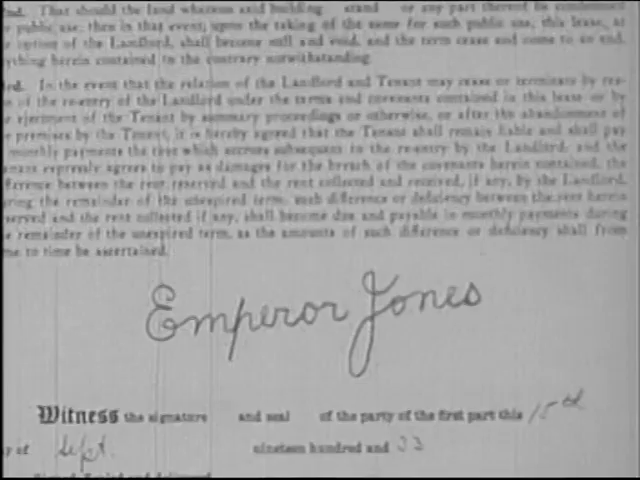 That should the land whereon said building stand or any part thereof be condemned
public use, then in that event, upon the taking of the same for such public use, this lease, at
option of the Landlord, shall become null and void, and the term cease and come to an end,
anything herein contained to the contrary notwithstanding.
In the event that the relation of the Landlord and Tenant may cease or terminate by rea-
of the re-entry of the Landlord under the terms and covenants contained in this lease or by
ejectment of the Tenant by summary proceedings or otherwise, or after the abandonment of
premises by the Tenant, it is hereby agreed that the Tenant shall remain liable and shall pay
monthly payments the rent which accrues subsequent to the re-entry by the Landlord, and the
expressly agrees to pay as damages for the breach of the covenants herein contained, the
difference between the rent reserved and the rent collected and received, if any, by the Landlord,
during the remainder of the unexpired term, such difference or deficiency between the rent herein
reserved and the rent collected if any, shall become due and payable in monthly payments during
remainder of the unexpired term, as the amounts of such difference or deficiency shall from
to time be ascertained.
Emperor Jones
Witness the signature and seal of the party of the first part this 15th
y of Sept. nineteen hundred and 33